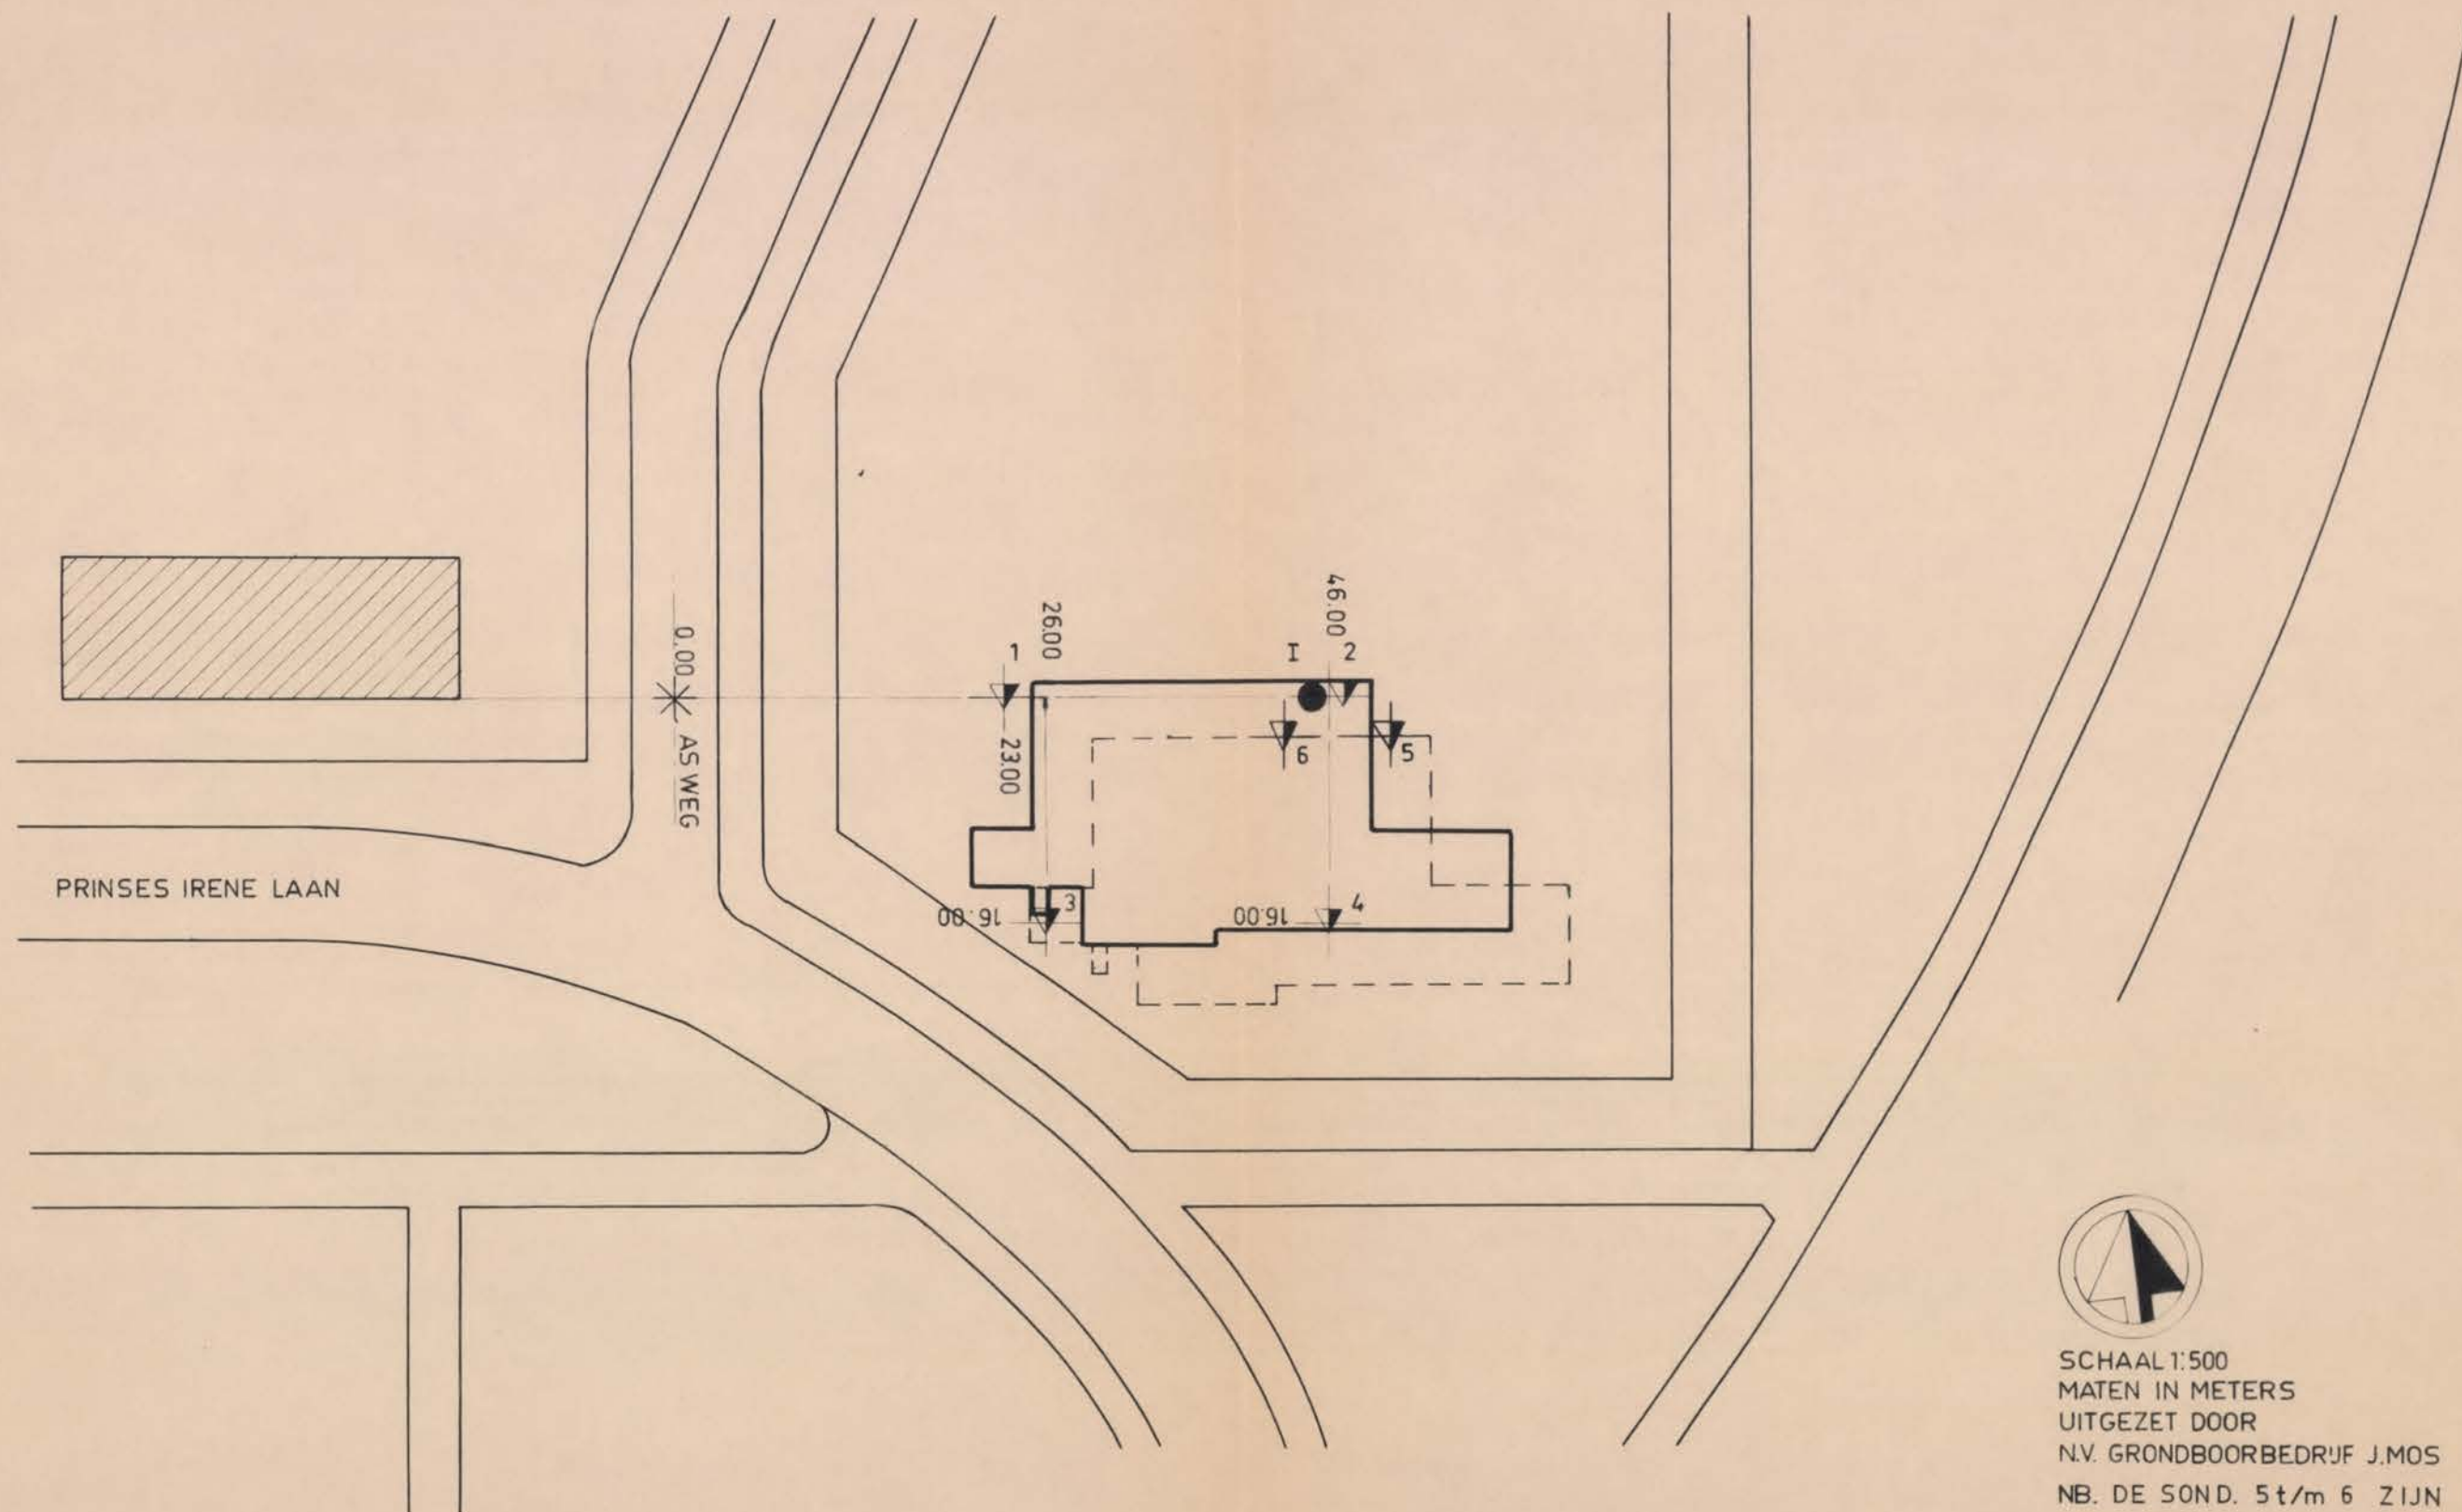 46.00
26.00
0.00
1
I
2
AS WEG
23.00
6
5
PRINSES IRENE LAAN
16.00
3
16.00
4
SCHAAL 1:500
MATEN IN METERS
UITGEZET DOOR
N.V. GRONDBOORBEDRIJF J.MOS
NB. DE SOND. 5 t/m 6 ZIJN